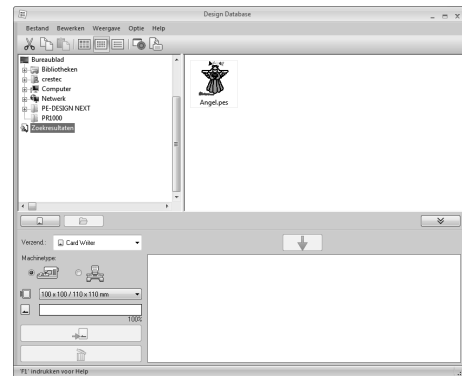 Design Database
Bestand Bewerken Weergave Optie Help
Bureaublad
Bibliotheken
crestec
Computer
Netwerk
PE-DESIGN NEXT
PR1000
Zoekresultaten
Angel.pes
Verzend.: Card Writer
Machinetype:
100 x 100 / 110 x 110 mm
100%
'F1' indrukken voor Help